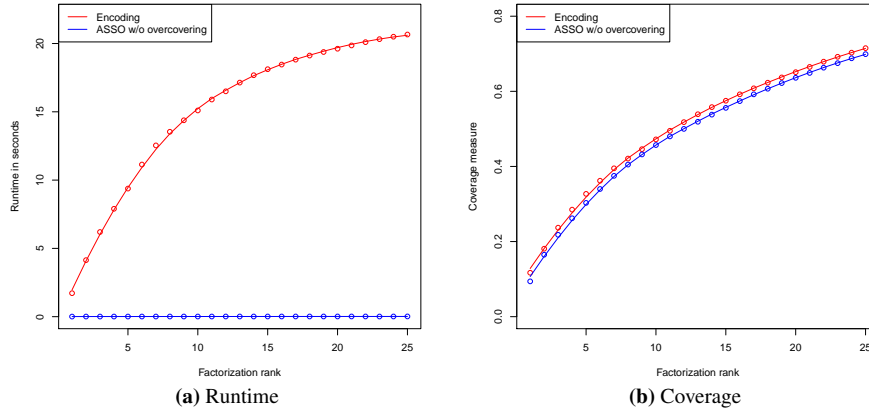 Encoding
ASSO w/o overcovering
20
15
10
5
0
Runtime in seconds
5 10 15 20 25
Factorization rank
(a) Runtime
Encoding
ASSO w/o overcovering
0.8
0.6
0.4
0.2
0.0
Coverage measure
5 10 15 20 25
Factorization rank
(b) Coverage